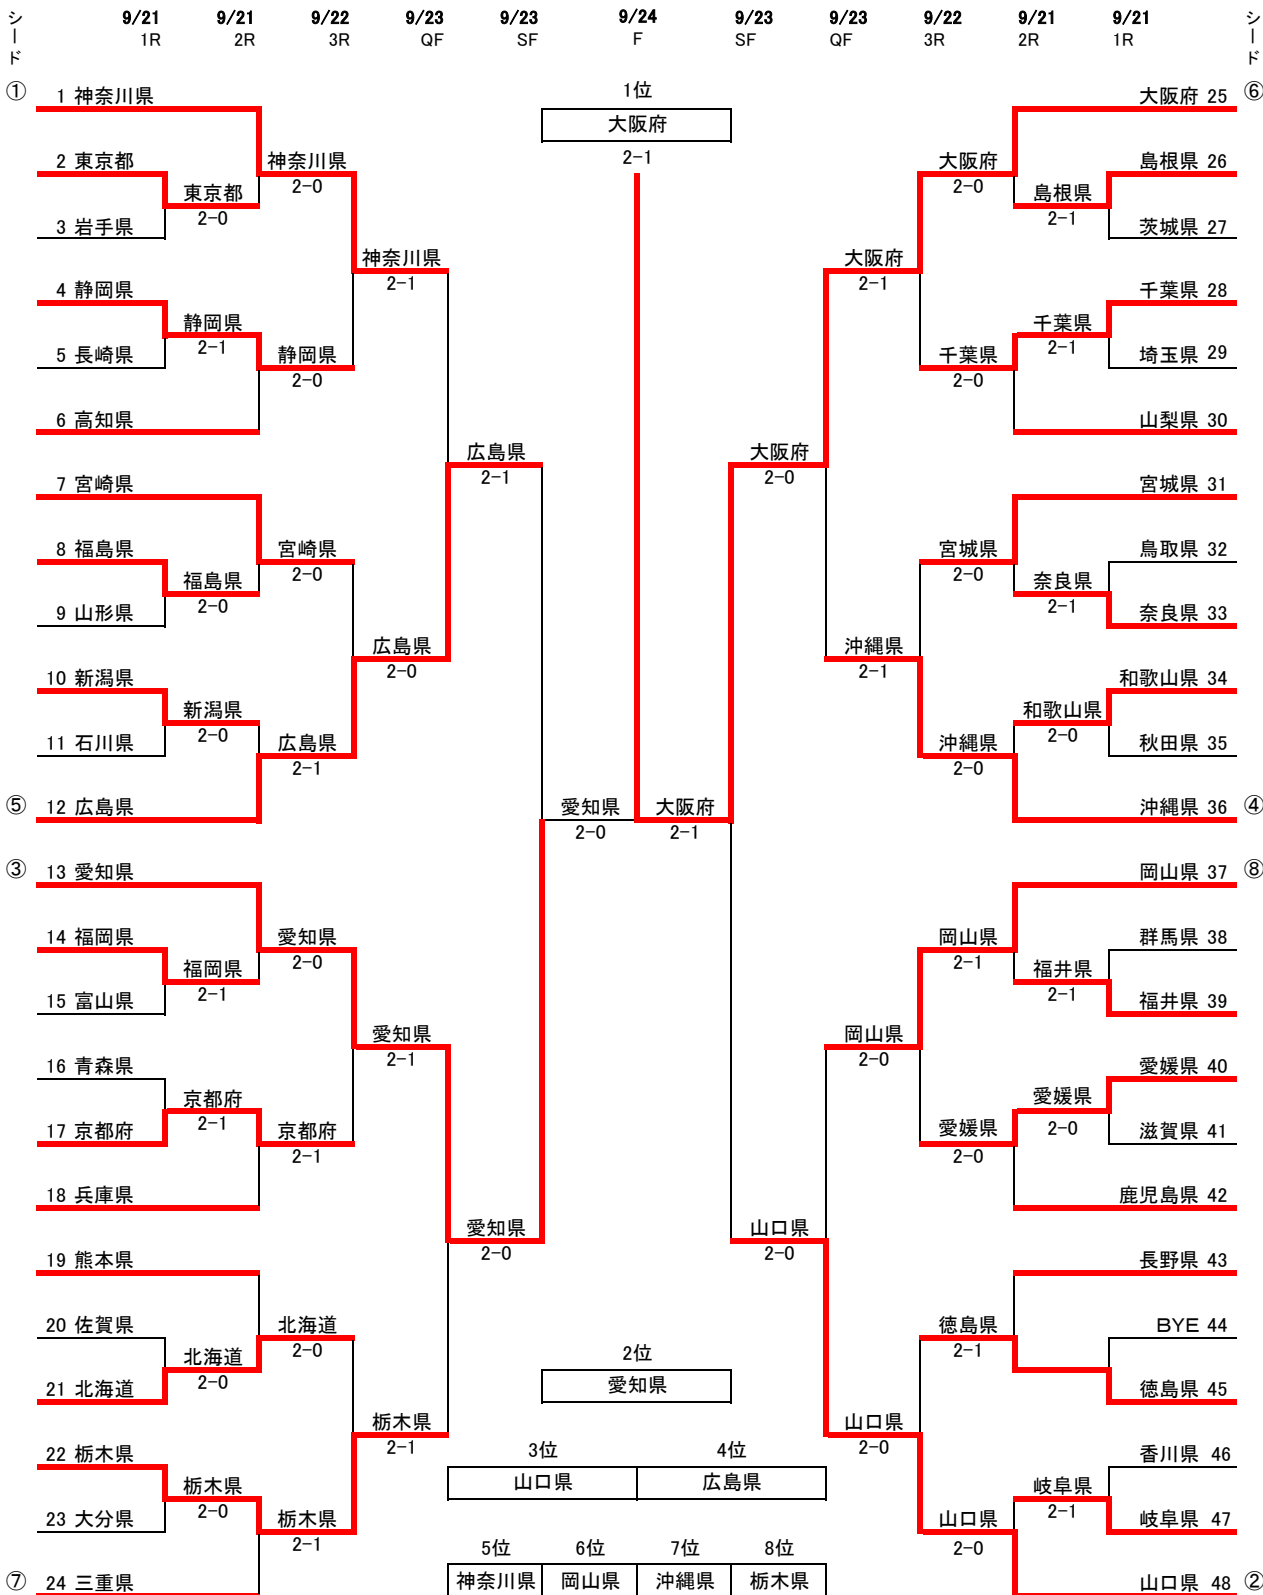 シード 9/21 9/21 9/22 9/23 9/23 9/24 9/23 9/23 9/22 9/21 9/21 シード
1R 2R 3R QF SF F SF QF 3R 2R 1R
① 1 神奈川県 1位 大阪府 25 ⑥
大阪府
2 東京都 神奈川県 2-1 大阪府 島根県 26
2-0 2-0
東京都 島根県
3 岩手県 2-0 2-1 茨城県 27
神奈川県 大阪府
2-1 2-1
4 静岡県 千葉県 28
静岡県 千葉県
5 長崎県 2-1 静岡県 千葉県 2-1 埼玉県 29
2-0 2-0
6 高知県 山梨県 30
広島県 大阪府
2-1 2-0
7 宮崎県 宮城県 31
8 福島県 宮崎県 宮城県 鳥取県 32
2-0 2-0
福島県 奈良県
9 山形県 2-0 2-1 奈良県 33
広島県 沖縄県
2-0 2-1
10 新潟県 和歌山県 34
新潟県 和歌山県
11 石川県 2-0 広島県 沖縄県 2-0 秋田県 35
2-1 2-0
⑤ 12 広島県 愛知県 大阪府 沖縄県 36 ④
2-0 2-1
③ 13 愛知県 岡山県 37 ⑧
14 福岡県 愛知県 岡山県 群馬県 38
2-0 2-1
福岡県 福井県
15 富山県 2-1 2-1 福井県 39
愛知県 岡山県
2-1 2-0
16 青森県 愛媛県 40
京都府 愛媛県
17 京都府 2-1 京都府 愛媛県 2-0 滋賀県 41
2-1 2-0
18 兵庫県 鹿児島県 42
愛知県 山口県
2-0 2-0
19 熊本県 長野県 43
20 佐賀県 北海道 徳島県 BYE 44
2-0 2-1
北海道 2位
21 北海道 2-0 愛知県 徳島県 45
栃木県 山口県
2-1 2-0
22 栃木県 3位 4位 香川県 46
栃木県 山口県 広島県 岐阜県
23 大分県 2-0 栃木県 山口県 2-1 岐阜県 47
2-1 2-0
5位 6位 7位 8位
⑦ 24 三重県 神奈川県 岡山県 沖縄県 栃木県 山口県 48 ②